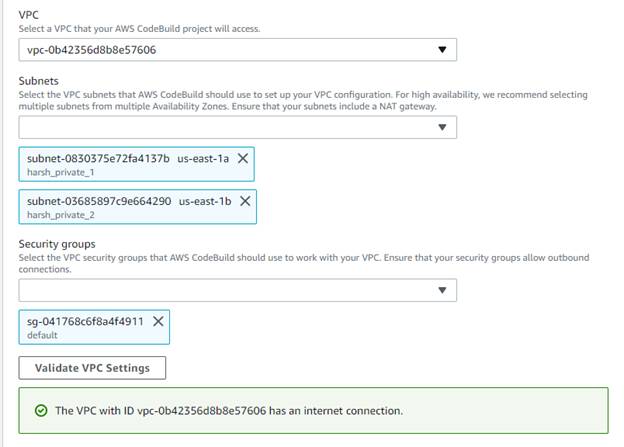 VPC
Select a VPC that your AWS CodeBuild project will access.
vpc-0b42356d8b8e57606
Subnets
Select the VPC subnets that AWS CodeBuild should use to set up your VPC configuration. For high availability, we recommend selecting
multiple subnets from multiple Availability Zones. Ensure that your subnets include a NAT gateway.
subnet-0830375e72fa4137b us-east-1a
harsh_private_1
subnet-03685897c9e664290 us-east-1b
harsh_private_2
Security groups
Select the VPC security groups that AWS CodeBuild should use to work with your VPC. Ensure that your security groups allow outbound
connections.
sg-041768c6f8a4f4911
default
Validate VPC Settings
The VPC with ID vpc-0b42356d8b8e57606 has an internet connection.